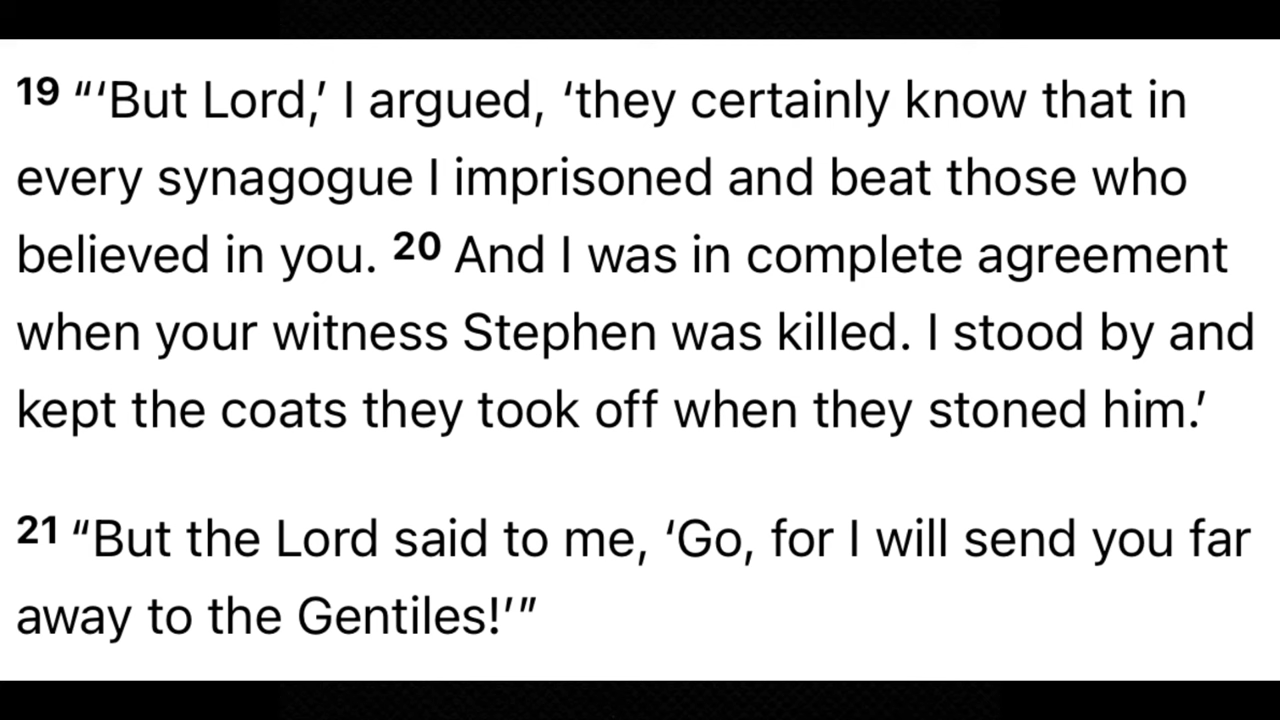 19 “‘But Lord,’ I argued, ‘they certainly know that in
every synagogue I imprisoned and beat those who
believed in you. 20 And I was in complete agreement
when your witness Stephen was killed. I stood by and
kept the coats they took off when they stoned him.’
21 “But the Lord said to me, ‘Go, for I will send you far
away to the Gentiles!’”